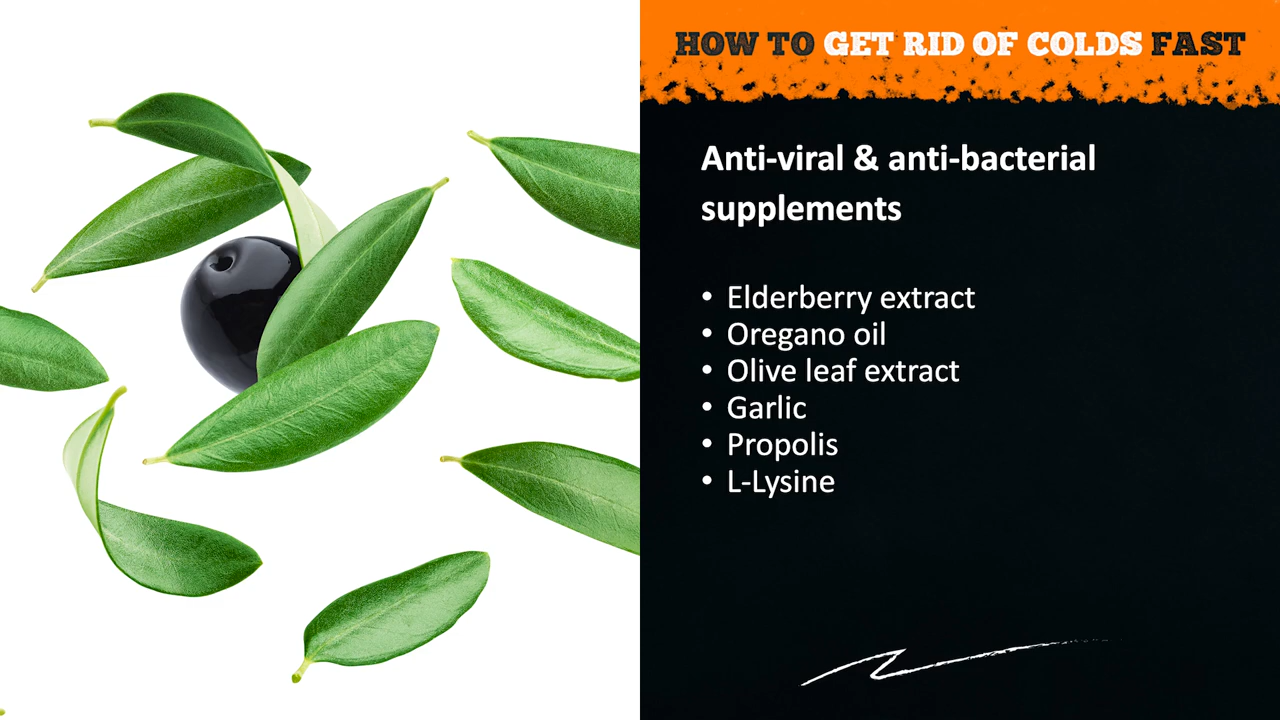 HOW TO GET RID OF COLDS FAST
Anti-viral & anti-bacterial
supplements
• Elderberry extract
• Oregano oil
• Olive leaf extract
• Garlic
• Propolis
• L-Lysine